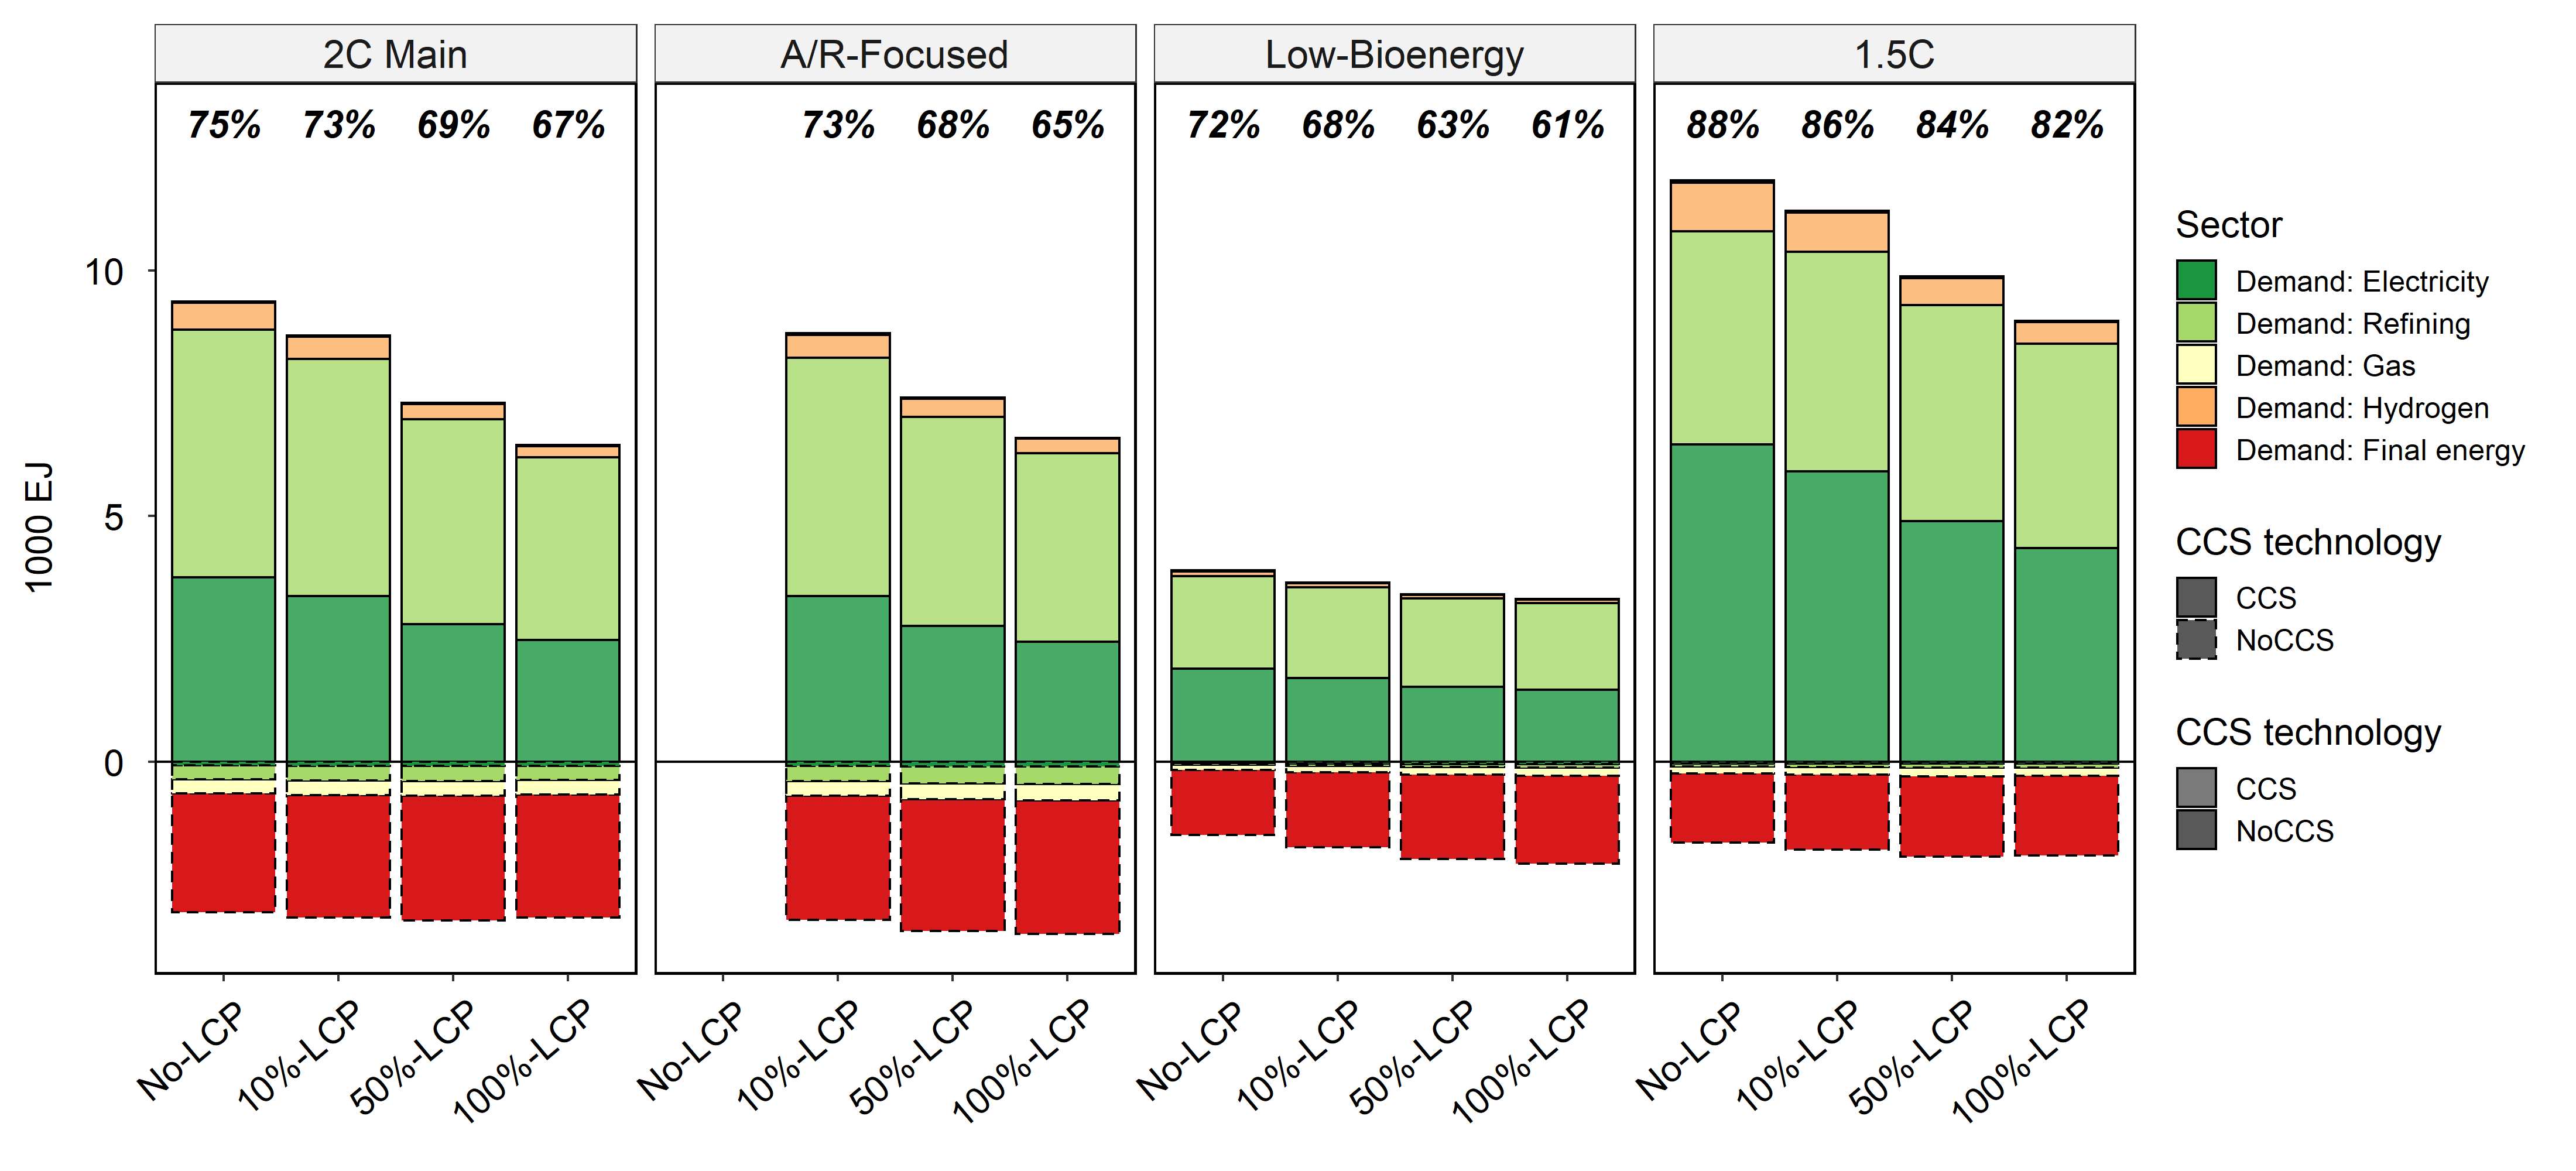 2C Main
A/R-Focused
Low-Bioenergy
1.5C
75% 73% 69% 67%
73% 68% 65%
72% 68% 63% 61%
88% 86% 84% 82%
1000 EJ
10
5
0
No-LCP
10%-LCP
50%-LCP
100%-LCP
No-LCP
10%-LCP
50%-LCP
100%-LCP
No-LCP
10%-LCP
50%-LCP
100%-LCP
No-LCP
10%-LCP
50%-LCP
100%-LCP
Sector
Demand: Electricity
Demand: Refining
Demand: Gas
Demand: Hydrogen
Demand: Final energy
CCS technology
CCS
NoCCS
CCS technology
CCS
NoCCS